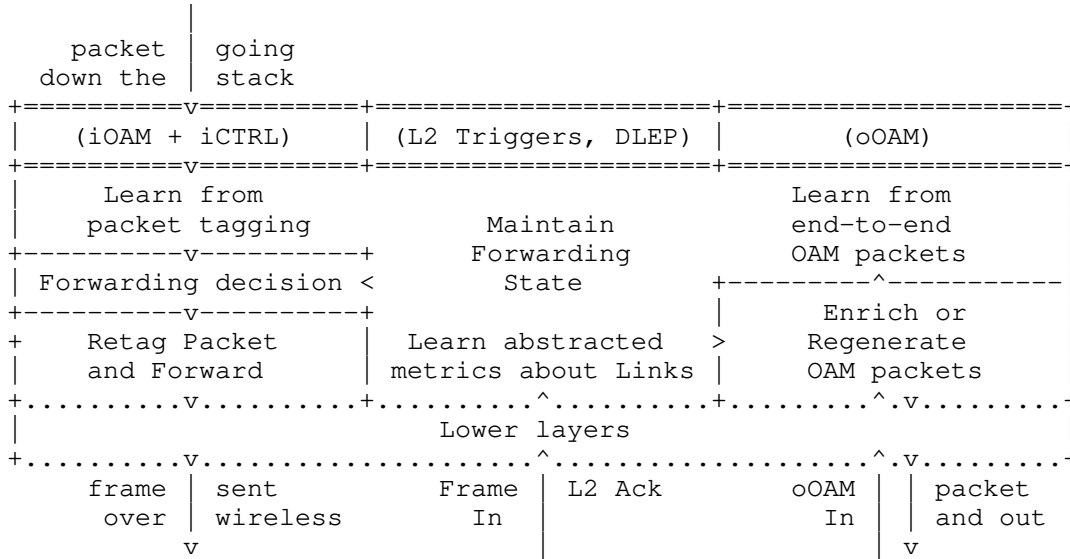 packet | going
down the | stack
(iOAM + iCTRL) | (L2 Triggers, DLEP) | (oOAM)
Learn from Learn from
packet tagging Maintain end-to-end
Forwarding OAM packets
Forwarding decision < State
Enrich or
Retag Packet | Learn abstracted > Regenerate
and Forward | metrics about Links | OAM packets
Lower layers
frame | sent Frame | L2 Ack oOAM | | packet
over | wireless In | In | | and out